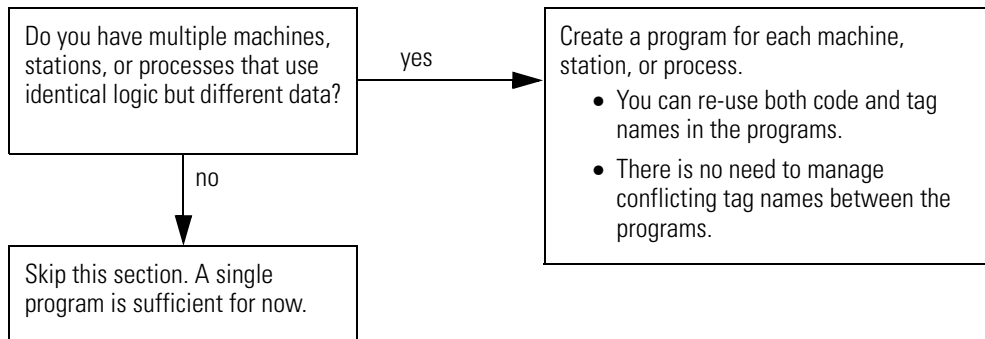 Do you have multiple machines,
stations, or processes that use
identical logic but different data?
yes
Create a program for each machine,
station, or process.
• You can re-use both code and tag
names in the programs.
• There is no need to manage
conflicting tag names between the
programs.
no
Skip this section. A single
program is sufficient for now.